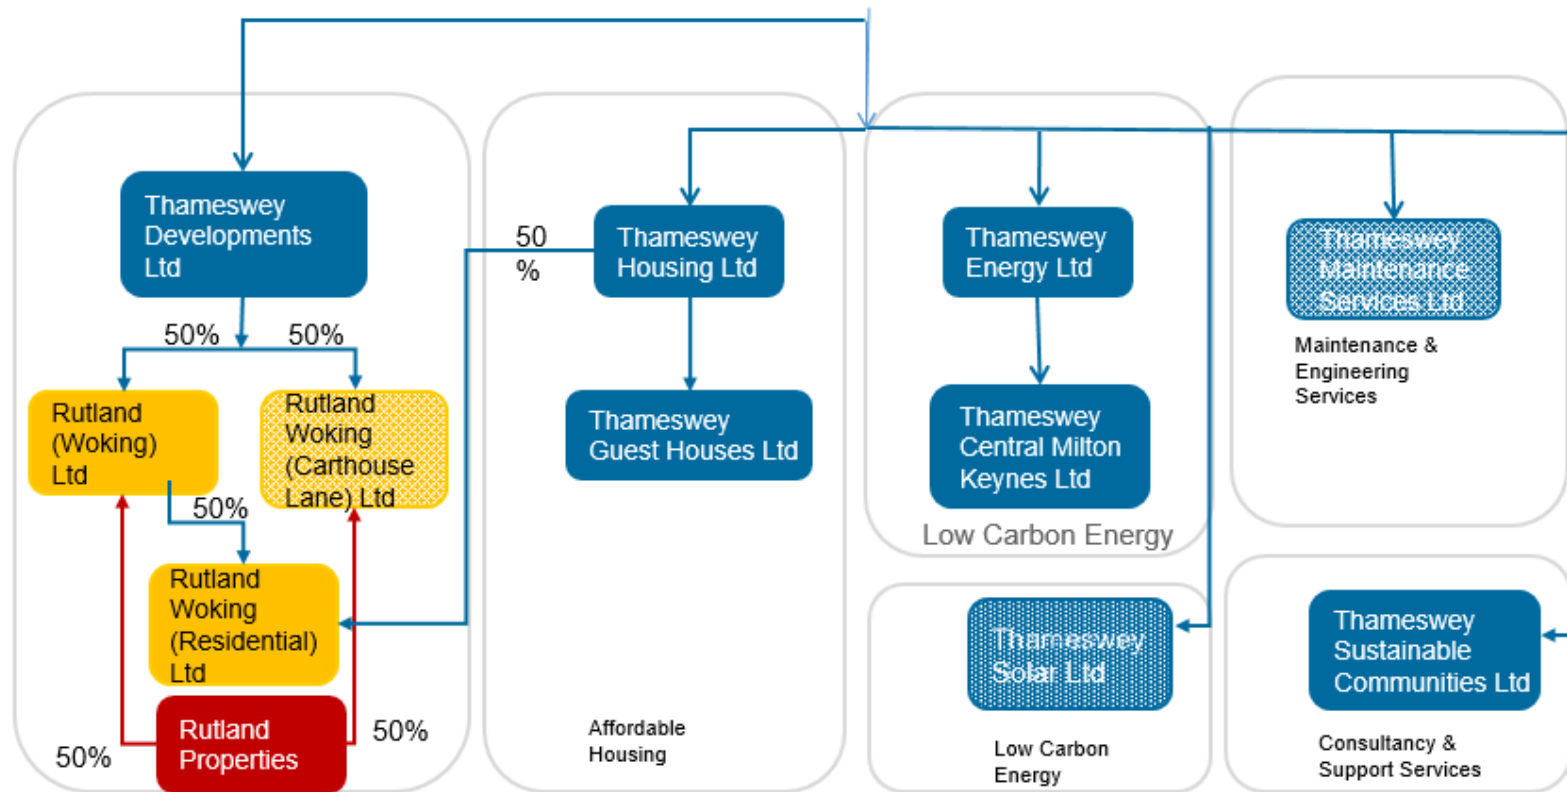 Thameswey
Developments
Ltd
50%
50%
Rutland
(Woking)
Ltd
Rutland
Woking
(Carthouse
Lane) Ltd
50%
Rutland
Woking
(Residential)
Ltd
Rutland
Properties
50%
50%
50
%
Thameswey
Housing Ltd
Thameswey
Guest Houses Ltd
Affordable
Housing
Thameswey
Energy Ltd
Thameswey
Central Milton
Keynes Ltd
Low Carbon Energy
Thameswey
Solar Ltd
Low Carbon
Energy
Thameswey
Maintenance
Services Ltd
Maintenance &
Engineering
Services
Thameswey
Sustainable
Communities Ltd
Consultancy &
Support Services